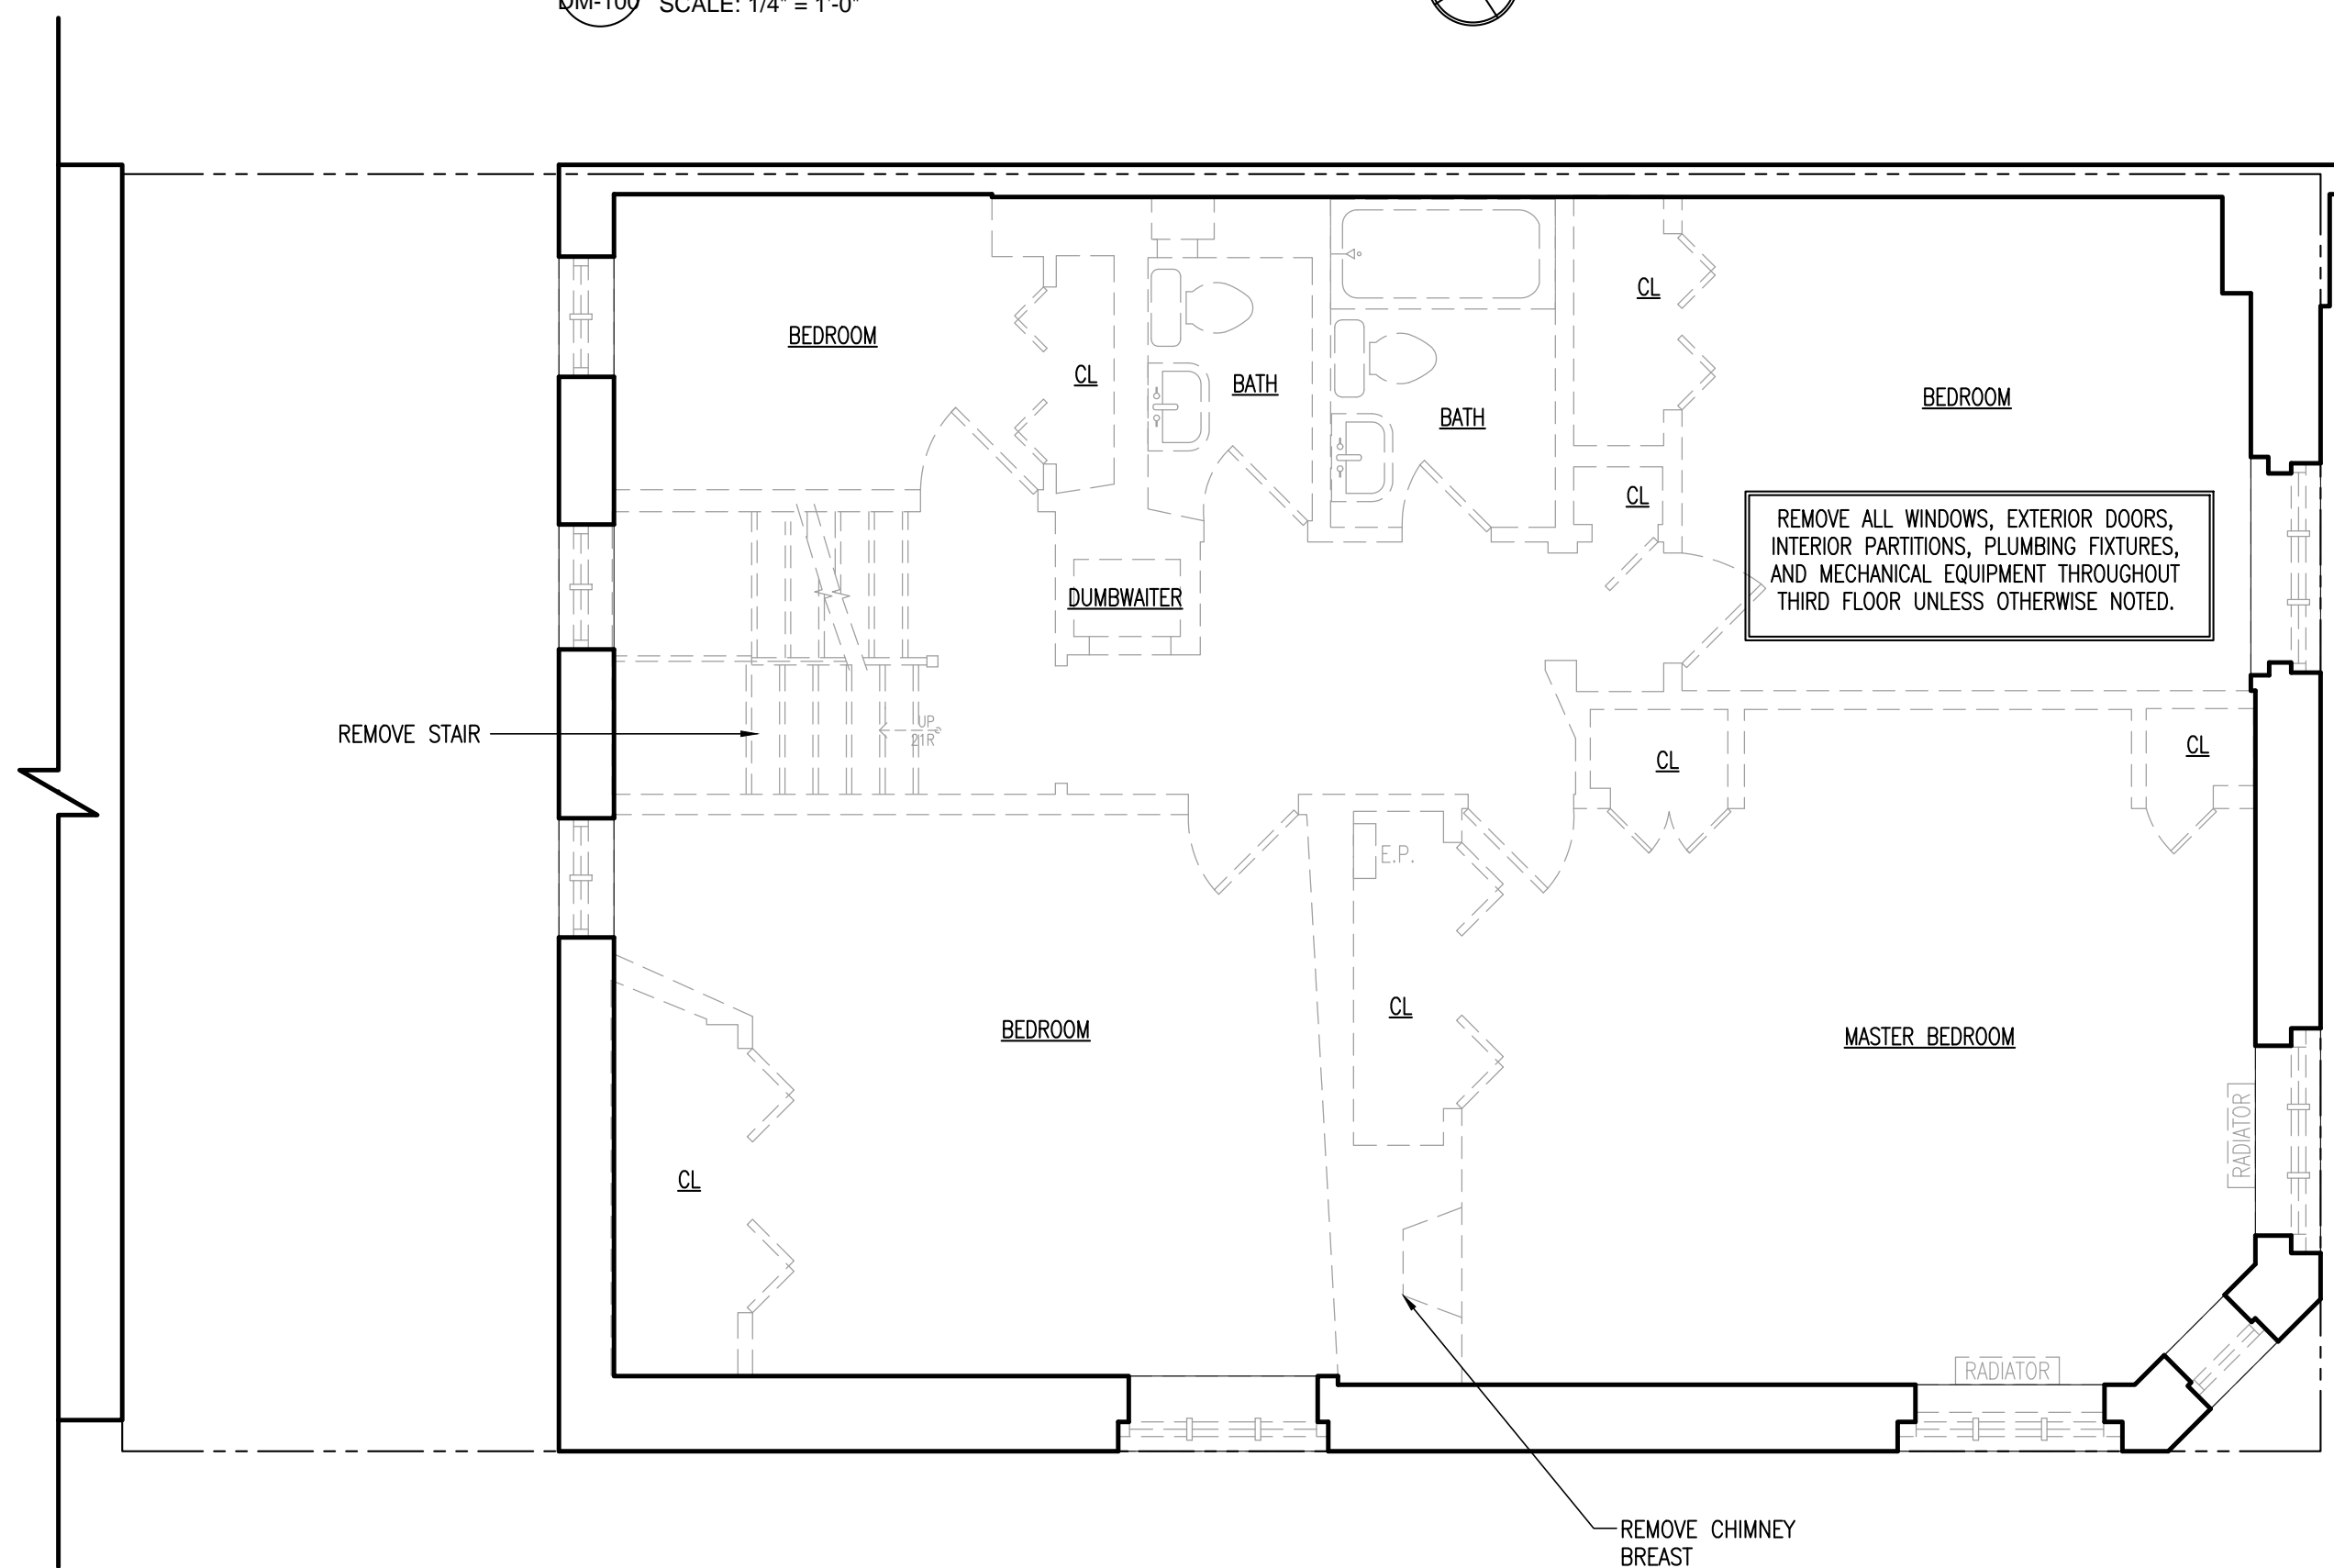 DM-100 SCALE: 1/4" = 1'-0"
BEDROOM
CL
BATH
BATH
CL
BEDROOM
CL
REMOVE ALL WINDOWS, EXTERIOR DOORS,
INTERIOR PARTITIONS, PLUMBING FIXTURES,
AND MECHANICAL EQUIPMENT THROUGHOUT
THIRD FLOOR UNLESS OTHERWISE NOTED.
DUMBWAITER
REMOVE STAIR
UP
21R
CL
CL
E.P.
CL
BEDROOM
MASTER BEDROOM
RADIATOR
CL
RADIATOR
REMOVE CHIMNEY
BREAST